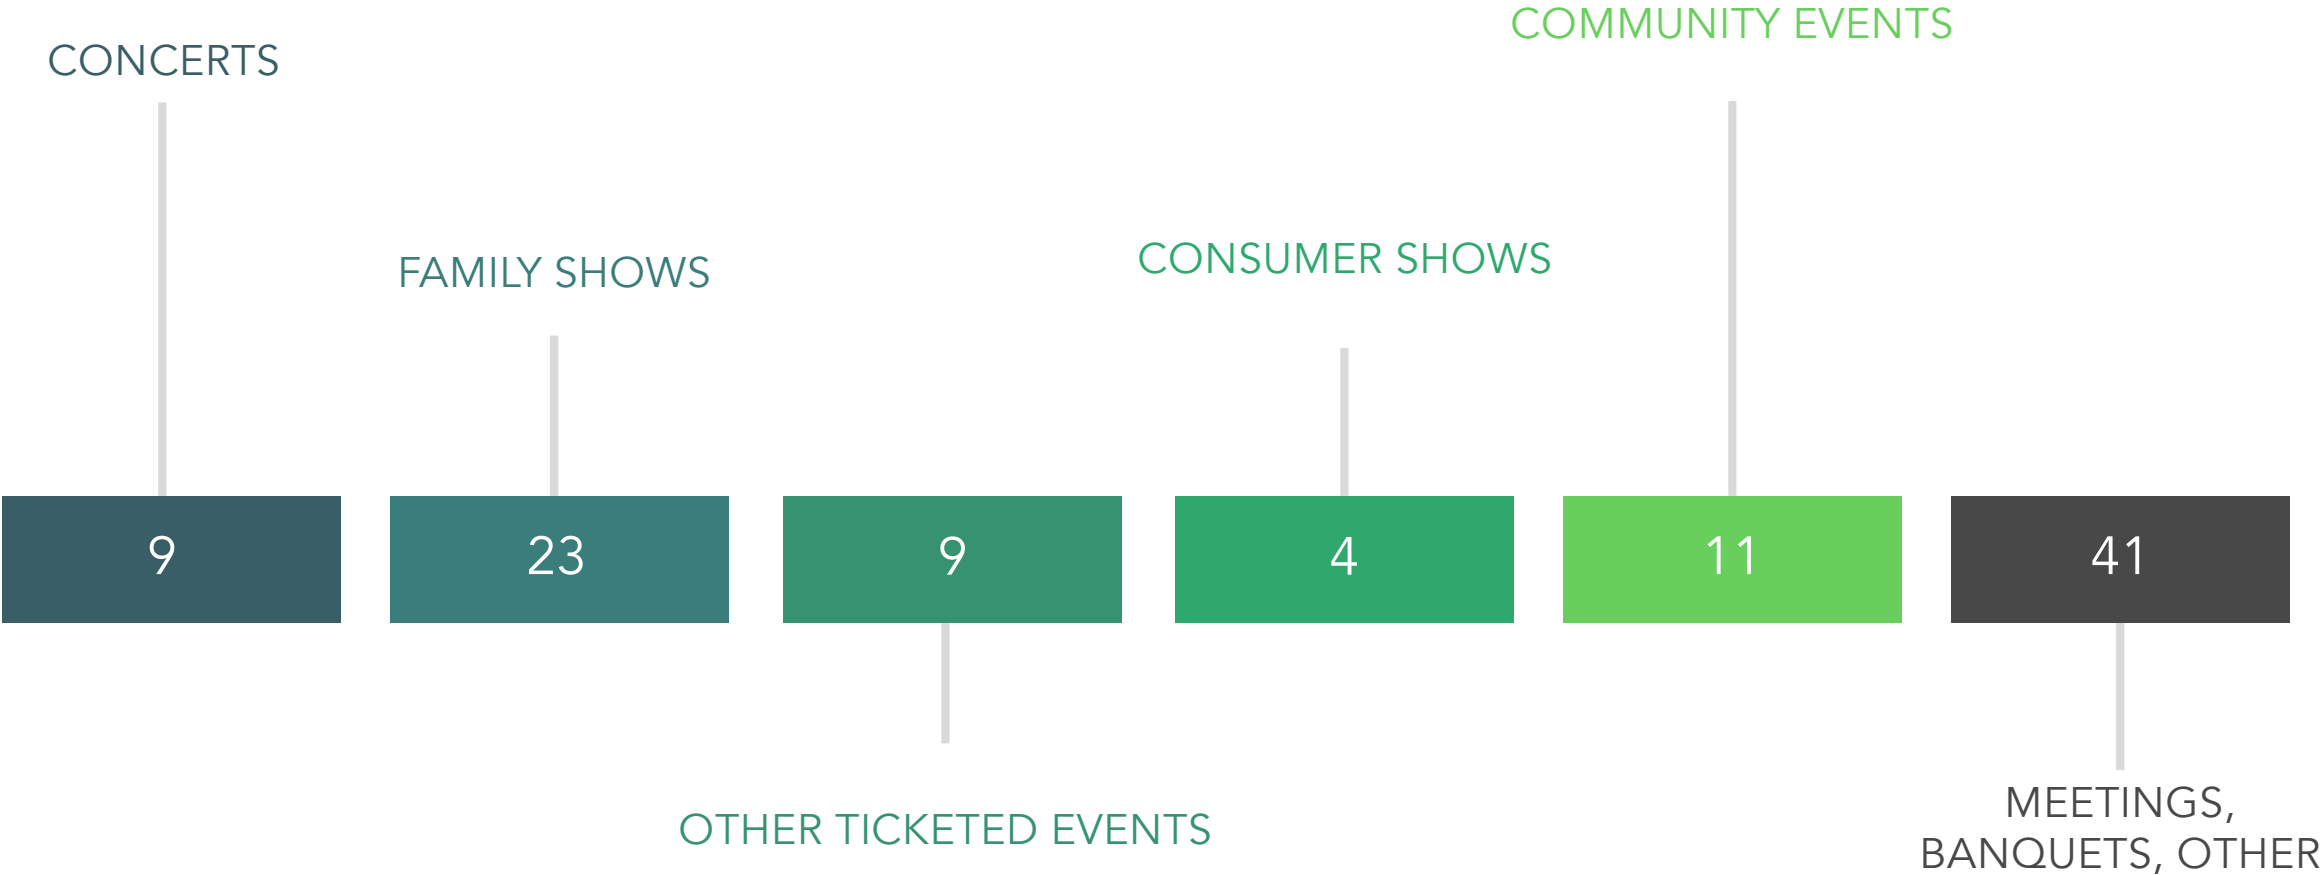 COMMUNITY EVENTS
CONCERTS
FAMILY SHOWS
CONSUMER SHOWS
9
23
9
4
11
41
OTHER TICKETED EVENTS
MEETINGS,
BANQUETS, OTHER